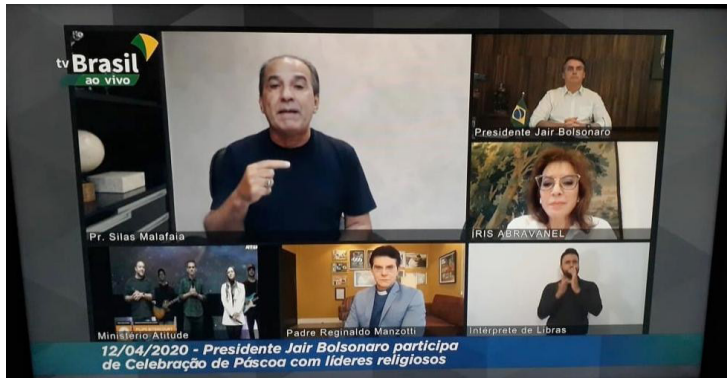 tv Brasil
ao vivo
Pr. Silas Malafaia
Presidente Jair Bolsonaro
IRIS ABRAVANEL
Ministério Atitude
Padre Reginaldo Manzotti
Intérprete de Libras
12/04/2020 - Presidente Jair Bolsonaro participa
de Celebração de Páscoa com líderes religiosos